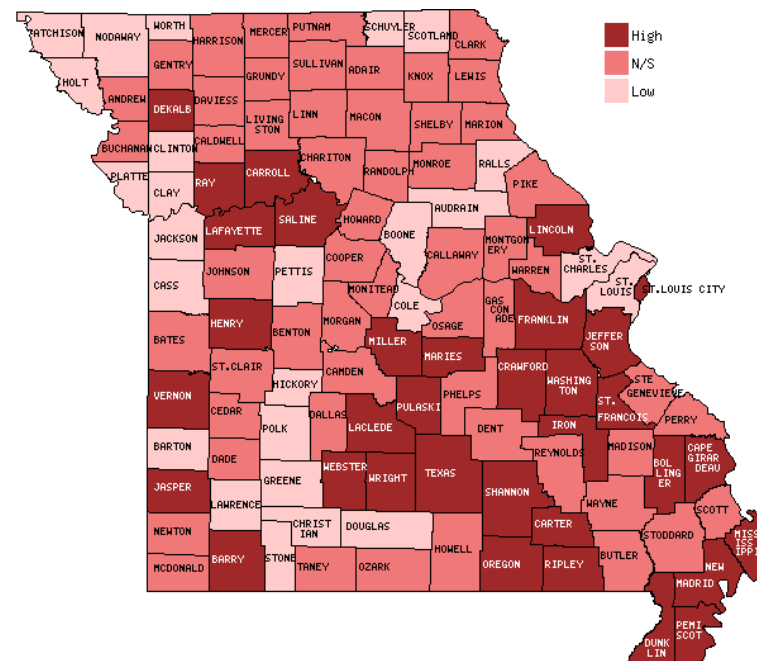 WORTH
SCHUYLER
ATCHISON
NODAWAY
HARRISON
MERCER
PUTNAM
SCOTLAND
CLARK
High
N/S
Low
HOLT
GENTRY
GRUNDY
SULLIVAN
ADAIR
KNOX
LEWIS
ANDREW
DEKALB
DAVIESS
LIVING
STON
LINN
MACON
SHELBY
MARION
BUCHANAN
CLINTON
CALDWELL
CHARITON
RANDOLPH
MONROE
RALLS
PLATTE
CLAY
RAY
CARROLL
PIKE
AUDRAIN
JACKSON
LAFAYETTE
SALINE
HOWARD
BOONE
CALLAWAY
MONTGOM
ERY
LINCOLN
CASS
JOHNSON
PETTIS
COOPER
MONITEAU
COLE
WARREN
ST.
CHARLES
ST.
LOUIS
ST.LOUIS CITY
BATES
HENRY
BENTON
MORGAN
MILLER
OSAGE
GAS
CON
ADE
FRANKLIN
JEFFER
SON
MARIES
VERNON
ST.CLAIR
HICKORY
CAMDEN
PULASKI
PHELPS
CRAWFORD
WASHING
TON
ST.
FRANCOIS
STE
GENEVIEVE
PERRY
CEDAR
POLK
DALLAS
LACLEDE
DENT
IRON
BARTON
DADE
GREENE
WEBSTER
WRIGHT
TEXAS
REYNOLDS
MADISON
BOL
LINGE
R
CAPE
GIRAR
DEAU
JASPER
LAWRENCE
CHRIST
IAN
DOUGLAS
SHANNON
WAYNE
SCOTT
NEWTON
CARTER
STODDARD
MISS
ISS
IPPI
MCDONALD
BARRY
STONE
TANEY
OZARK
HOWELL
OREGON
RIPLEY
BUTLER
NEW
MADRID
DUNK
LIN
PEMI
SCOT